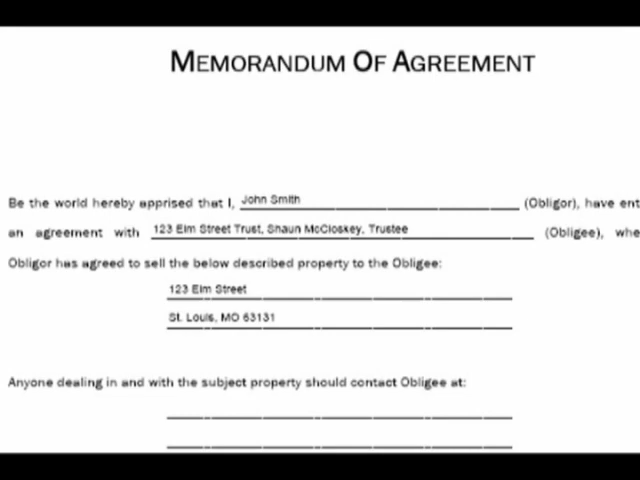 MEMORANDUM OF AGREEMENT
Be the world hereby apprised that I, John Smith (Obligor), have ent
an agreement with 123 Elm Street Trust, Shaun McCloskey, Trustee (Obligee), whe
Obligor has agreed to sell the below described property to the Obligee:
123 Elm Street
St. Louis, MO 63131
Anyone dealing in and with the subject property should contact Obligee at: